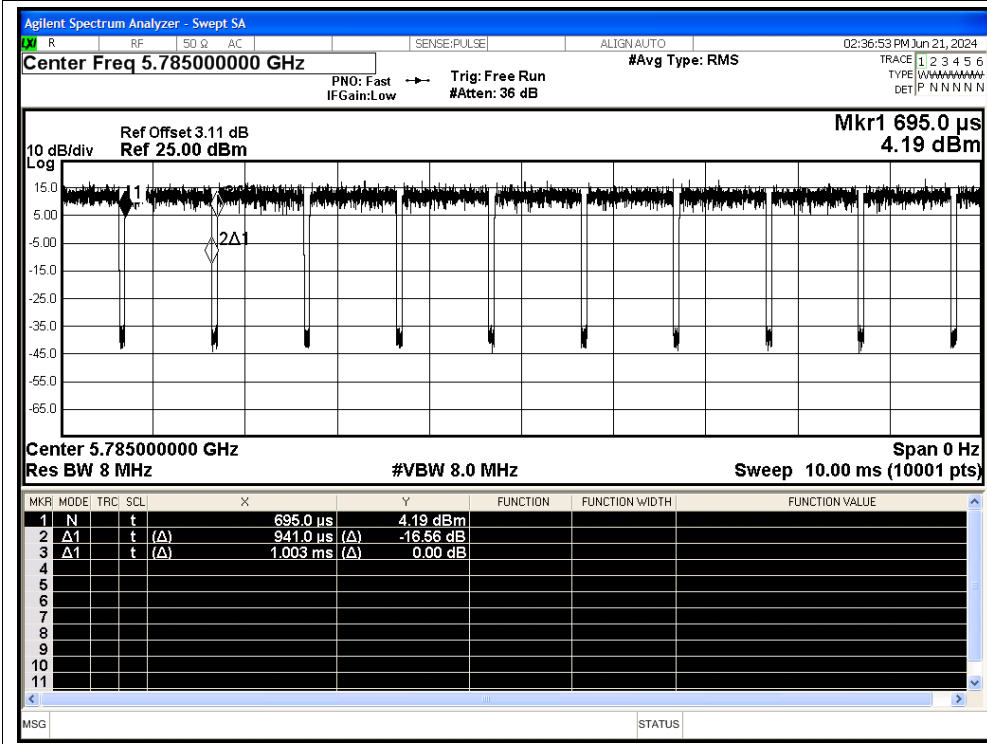 Agilent Spectrum Analyzer - Swept SA
LXI R RF 50 Ω AC SENSE:PULSE ALIGN AUTO 02:36:53 PM Jun 21, 2024
Center Freq 5.785000000 GHz #Avg Type: RMS TRACE 1 2 3 4 5 6
PNO: Fast Trig: Free Run TYPE
IFGain:Low #Atten: 36 dB DET P N N N N N
Mkr1 695.0 µs
Ref Offset 3.11 dB
10 dB/div Ref 25.00 dBm 4.19 dBm
Log
15.0
1
5.00
-5.00
2Δ1
-15.0
-25.0
-35.0
-45.0
-55.0
-65.0
Center 5.785000000 GHz Span 0 Hz
Res BW 8 MHz #VBW 8.0 MHz Sweep 10.00 ms (10001 pts)
MKR MODE TRC SCL X Y FUNCTION FUNCTION WIDTH FUNCTION VALUE
1 N t 695.0 µs 4.19 dBm
2 Δ1 t (Δ) 941.0 µs (Δ) -16.56 dB
3 Δ1 t (Δ) 1.003 ms (Δ) 0.00 dB
4
5
6
7
8
9
10
11
MSG STATUS